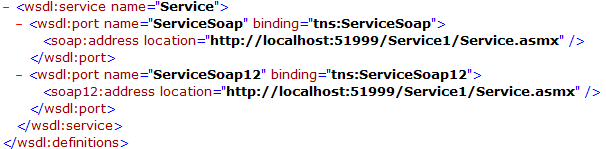 – <wsdl:service name="Service">
– <wsdl:port name="ServiceSoap" binding="tns:ServiceSoap">
<soap:address location="http://localhost:51999/Service1/Service.asmx" />
</wsdl:port>
– <wsdl:port name="ServiceSoap12" binding="tns:ServiceSoap12">
<soap12:address location="http://localhost:51999/Service1/Service.asmx" />
</wsdl:port>
</wsdl:service>
</wsdl:definitions>